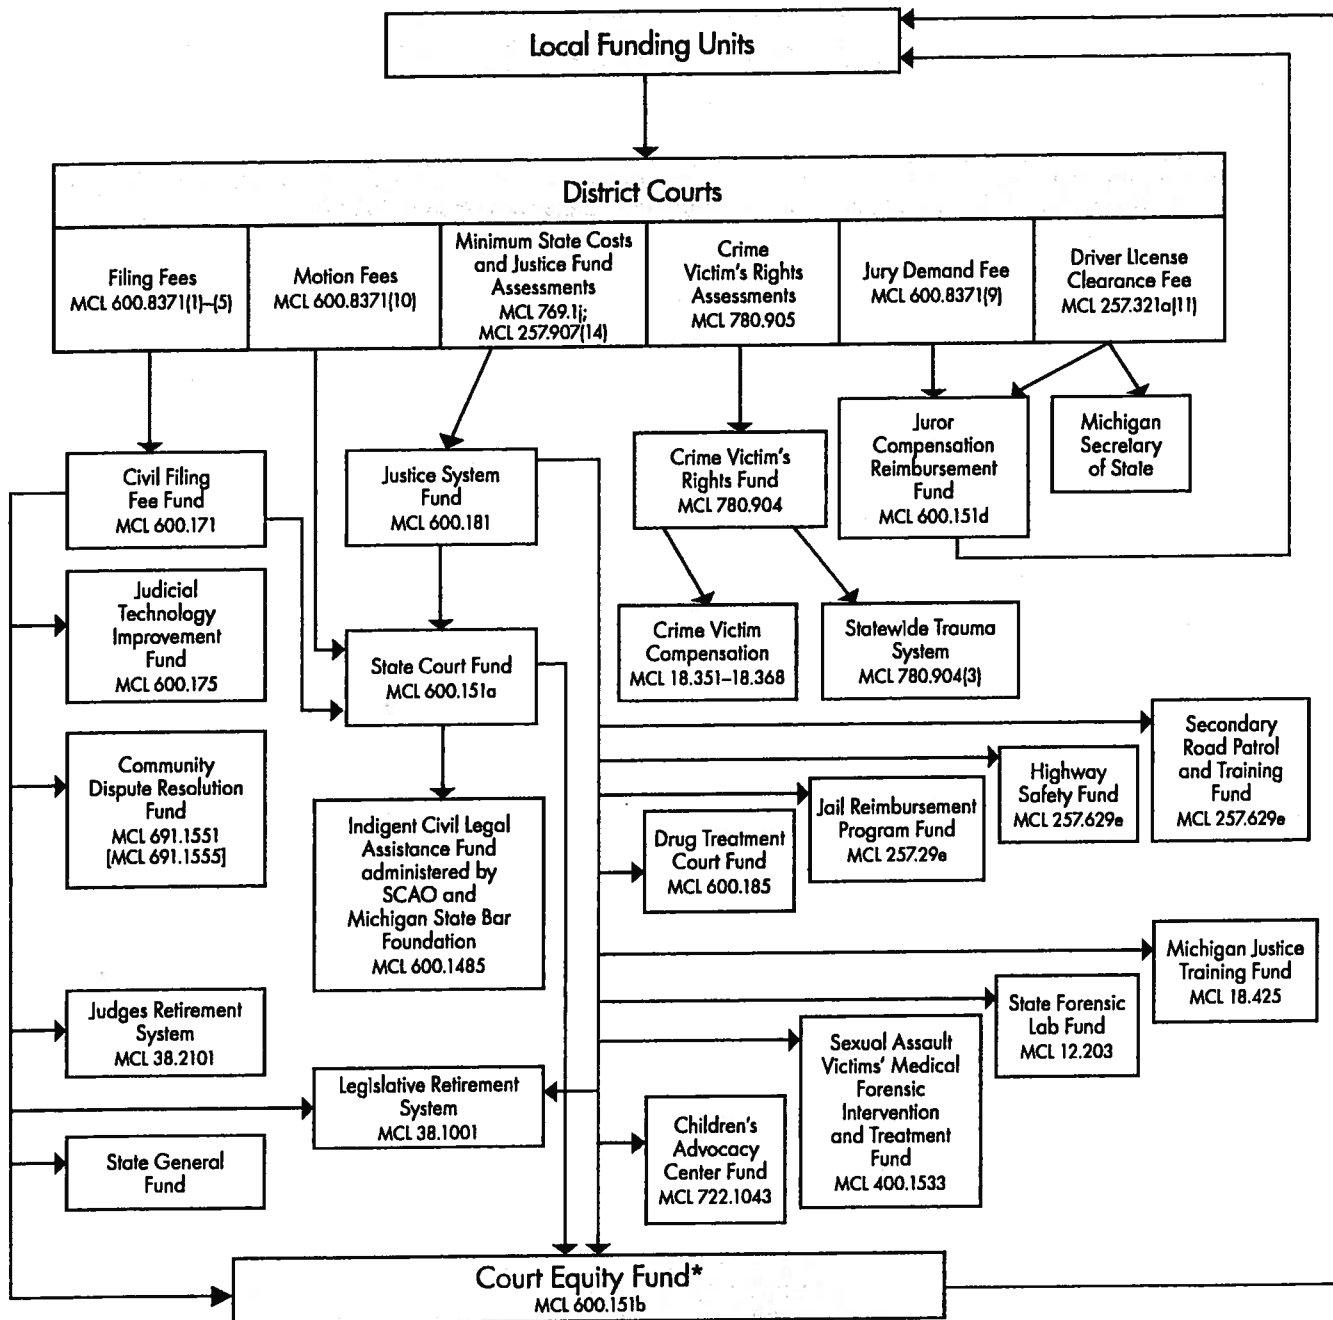 Local Funding Units
District Courts
Filing Fees
MCL 600.8371(1)–(5)
Motion Fees
MCL 600.8371(10)
Minimum State Costs
and Justice Fund
Assessments
MCL 769.1j;
MCL 257.907(14)
Crime
Victim's Rights
Assessments
MCL 780.905
Jury Demand Fee
MCL 600.8371(9)
Driver License
Clearance Fee
MCL 257.321a(11)
Civil Filing
Fee Fund
MCL 600.171
Justice System
Fund
MCL 600.181
Crime Victim's
Rights Fund
MCL 780.904
Juror
Compensation
Reimbursement
Fund
MCL 600.151d
Michigan
Secretary
of State
Judicial
Technology
Improvement
Fund
MCL 600.175
State Court Fund
MCL 600.151a
Crime Victim
Compensation
MCL 18.351–18.368
Statewide Trauma
System
MCL 780.904(3)
Community
Dispute Resolution
Fund
MCL 691.1551
[MCL 691.1555]
Indigent Civil Legal
Assistance Fund
administered by
SCAO and
Michigan State Bar
Foundation
MCL 600.1485
Drug Treatment
Court Fund
MCL 600.185
Jail Reimbursement
Program Fund
MCL 257.29e
Highway
Safety Fund
MCL 257.629e
Secondary
Road Patrol
and Training
Fund
MCL 257.629e
Judges Retirement
System
MCL 38.2101
Legislative Retirement
System
MCL 38.1001
State General
Fund
Children's
Advocacy
Center Fund
MCL 722.1043
Sexual Assault
Victims' Medical
Forensic
Intervention
and Treatment
Fund
MCL 400.1533
State Forensic
Lab Fund
MCL 12.203
Michigan Justice
Training Fund
MCL 18.425
Court Equity Fund*
MCL 600.151b